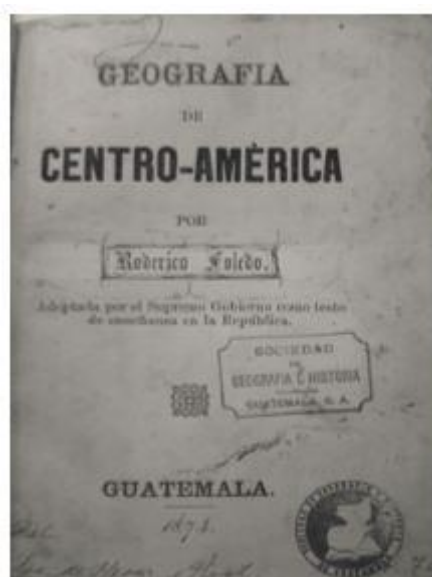 GEOGRAFIA
DE
CENTRO-AMÉRICA
POR
Roderico Toledo.
Adoptada por el Supremo Gobierno como texto
de enseñanza en la República.
SOCIEDAD
DE
GEOGRAFIA E HISTORIA
GUATEMALA, C. A.
GUATEMALA.